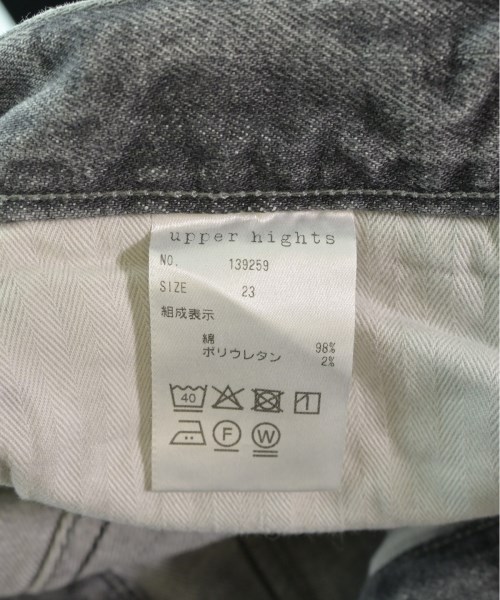 upper hights
NO. 139259
SIZE 23
組成表示
綿 98%
ポリウレタン 2%
40
F W